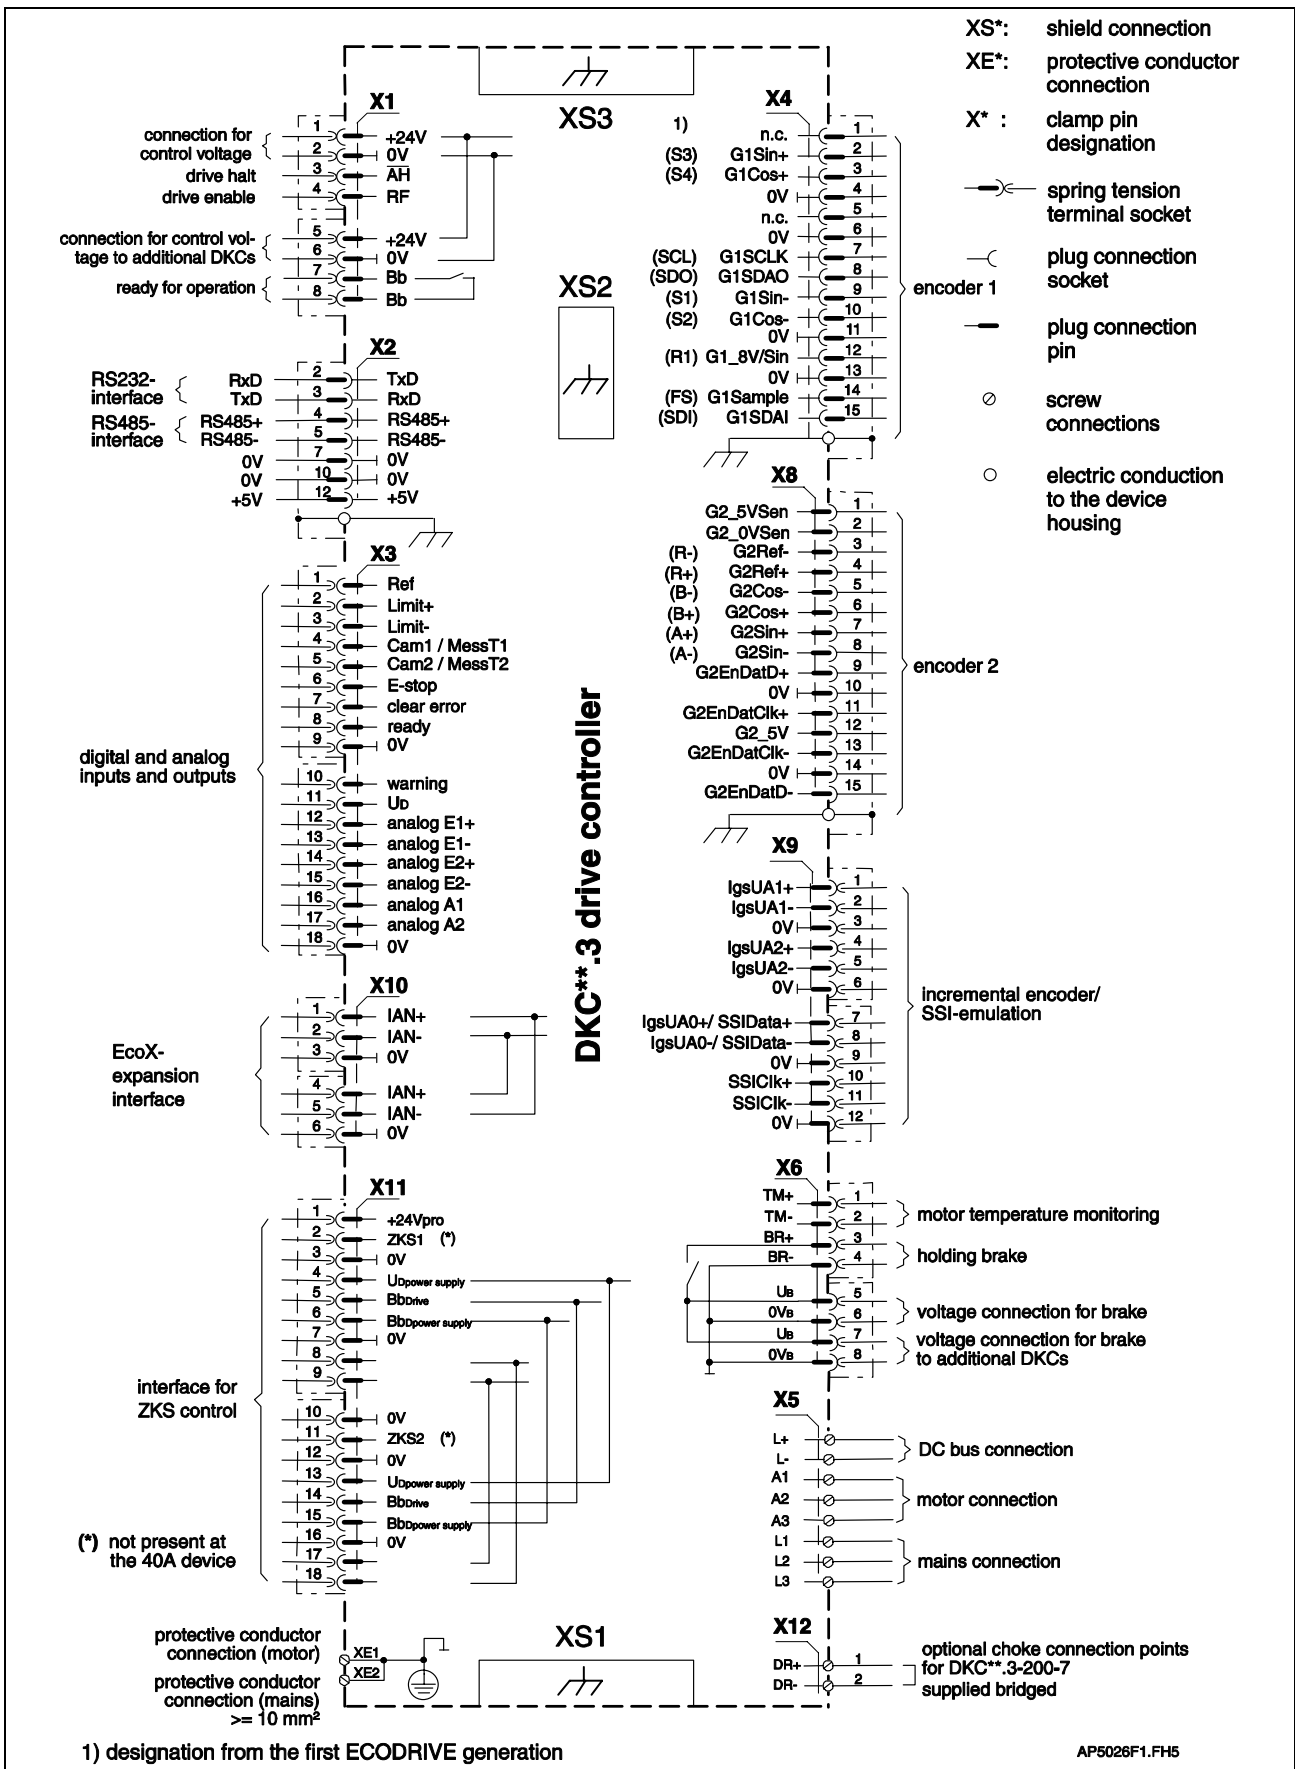 XS*: shield connection
XE*: protective conductor
connection
X* : clamp pin
designation
spring tension
terminal socket
plug connection
socket
plug connection
pin
screw
connections
electric conduction
to the device
housing
XS3
XS2
DKC**.3 drive controller
X1
connection for
control voltage
1 +24V
2 0V
drive halt 3 AH
drive enable 4 RF
connection for control vol-
tage to additional DKCs
5 +24V
6 0V
ready for operation
7 Bb
8 Bb
X2
RS232-
interface
RxD 2 TxD
TxD 3 RxD
RS485-
interface
RS485+ 4 RS485+
RS485- 5 RS485-
0V 7 0V
0V 10 0V
+5V 12 +5V
X3
digital and analog
inputs and outputs
1 Ref
2 Limit+
3 Limit-
4 Cam1 / MessT1
5 Cam2 / MessT2
6 E-stop
7 clear error
8 ready
9 0V
10 warning
11 UD
12 analog E1+
13 analog E1-
14 analog E2+
15 analog E2-
16 analog A1
17 analog A2
18 0V
X10
EcoX-
expansion
interface
1 IAN+
2 IAN-
3 0V
4 IAN+
5 IAN-
6 0V
X11
interface for
ZKS control
1 +24Vpro
2 ZKS1 (*)
3 0V
4 UDpower supply
5 BbDrive
6 BbDpower supply
7 0V
8
9
10 0V
11 ZKS2 (*)
12 0V
13 UDpower supply
14 BbDrive
15 BbDpower supply
16 0V
17
18
(*) not present at
the 40A device
X4
1)
n.c. 1
(S3) G1Sin+ 2
(S4) G1Cos+ 3
0V 4
n.c. 5
0V 6
(SCL) G1SCLK 7
(SDO) G1SDAO 8
(S1) G1Sin- 9
(S2) G1Cos- 10
0V 11
(R1) G1_8V/Sin 12
0V 13
(FS) G1Sample 14
(SDI) G1SDAI 15
encoder 1
X8
G2_5VSen 1
G2_0VSen 2
(R-) G2Ref- 3
(R+) G2Ref+ 4
(B-) G2Cos- 5
(B+) G2Cos+ 6
(A+) G2Sin+ 7
(A-) G2Sin- 8
G2EnDatD+ 9
0V 10
G2EnDatClk+ 11
G2_5V 12
G2EnDatClk- 13
0V 14
G2EnDatD- 15
encoder 2
X9
IgsUA1+ 1
IgsUA1- 2
0V 3
IgsUA2+ 4
IgsUA2- 5
0V 6
IgsUA0+/ SSIData+ 7
IgsUA0-/ SSIData- 8
0V 9
SSIClk+ 10
SSIClk- 11
0V 12
incremental encoder/
SSI-emulation
X6
TM+ 1
TM- 2
motor temperature monitoring
BR+ 3
BR- 4
holding brake
UB 5
0VB 6
voltage connection for brake
UB 7
0VB 8
voltage connection for brake
to additional DKCs
X5
L+
L-
DC bus connection
A1
A2
A3
motor connection
L1
L2
L3
mains connection
X12
DR+ 1
DR- 2
optional choke connection points
for DKC**.3-200-7
supplied bridged
protective conductor
connection (motor)
XE1
XE2
protective conductor
connection (mains)
>= 10 mm²
XS1
1) designation from the first ECODRIVE generation
AP5026F1.FH5